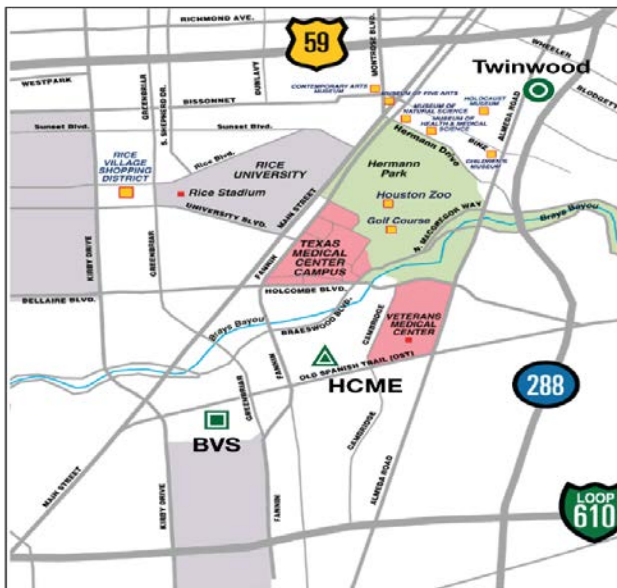 RICHMOND AVE.
59
MONTROSE BLVD.
WHEELER
Twinwood
WESTPARK
GREENBRIAR
S. SHEPHERD DR.
DUNLAVY
CONTEMPORARY ARTS
MUSEUM
MUSEUM OF FINE ARTS
HOLOCAUST
MUSEUM
ALMEDA ROAD
BLODGETT
BISSONNET
MUSEUM OF
NATURAL SCIENCE
MUSEUM OF
HEALTH & MEDICAL
SCIENCE
Sunset Blvd.
Sunset Blvd.
Hermann Drive
BIKE
CHILDREN'S
MUSEUM
Rice Blvd.
RICE
UNIVERSITY
Hermann
Park
RICE
VILLAGE
SHOPPING
DISTRICT
Rice Stadium
UNIVERSITY BLVD.
MAIN STREET
Houston Zoo
Golf Course
N. MACGREGOR WAY
Brays Bayou
KIRBY DRIVE
GREENBRIAR
FANNIN
TEXAS
MEDICAL
CENTER
CAMPUS
BELLAIRE BLVD.
HOLCOMBE BLVD.
Brays Bayou
BRAESWOOD BLVD.
CAMBRIDGE
VETERANS
MEDICAL
CENTER
OLD SPANISH TRAIL (OST)
GREENBRIAR
FANNIN
HCME
288
BVS
CAMBRIDGE
MAIN STREET
KIRBY DRIVE
FANNIN
ALMEDA ROAD
LOOP
610